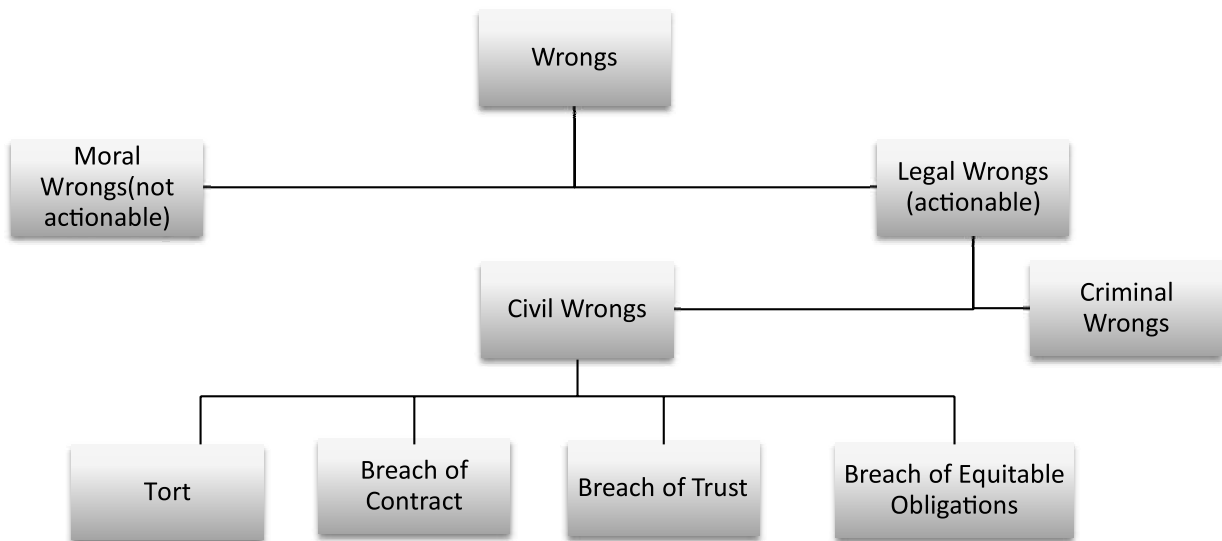 Wrongs
Moral
Wrongs(not
actionable)
Legal Wrongs
(actionable)
Civil Wrongs
Criminal
Wrongs
Tort
Breach of
Contract
Breach of Trust
Breach of Equitable
Obligations